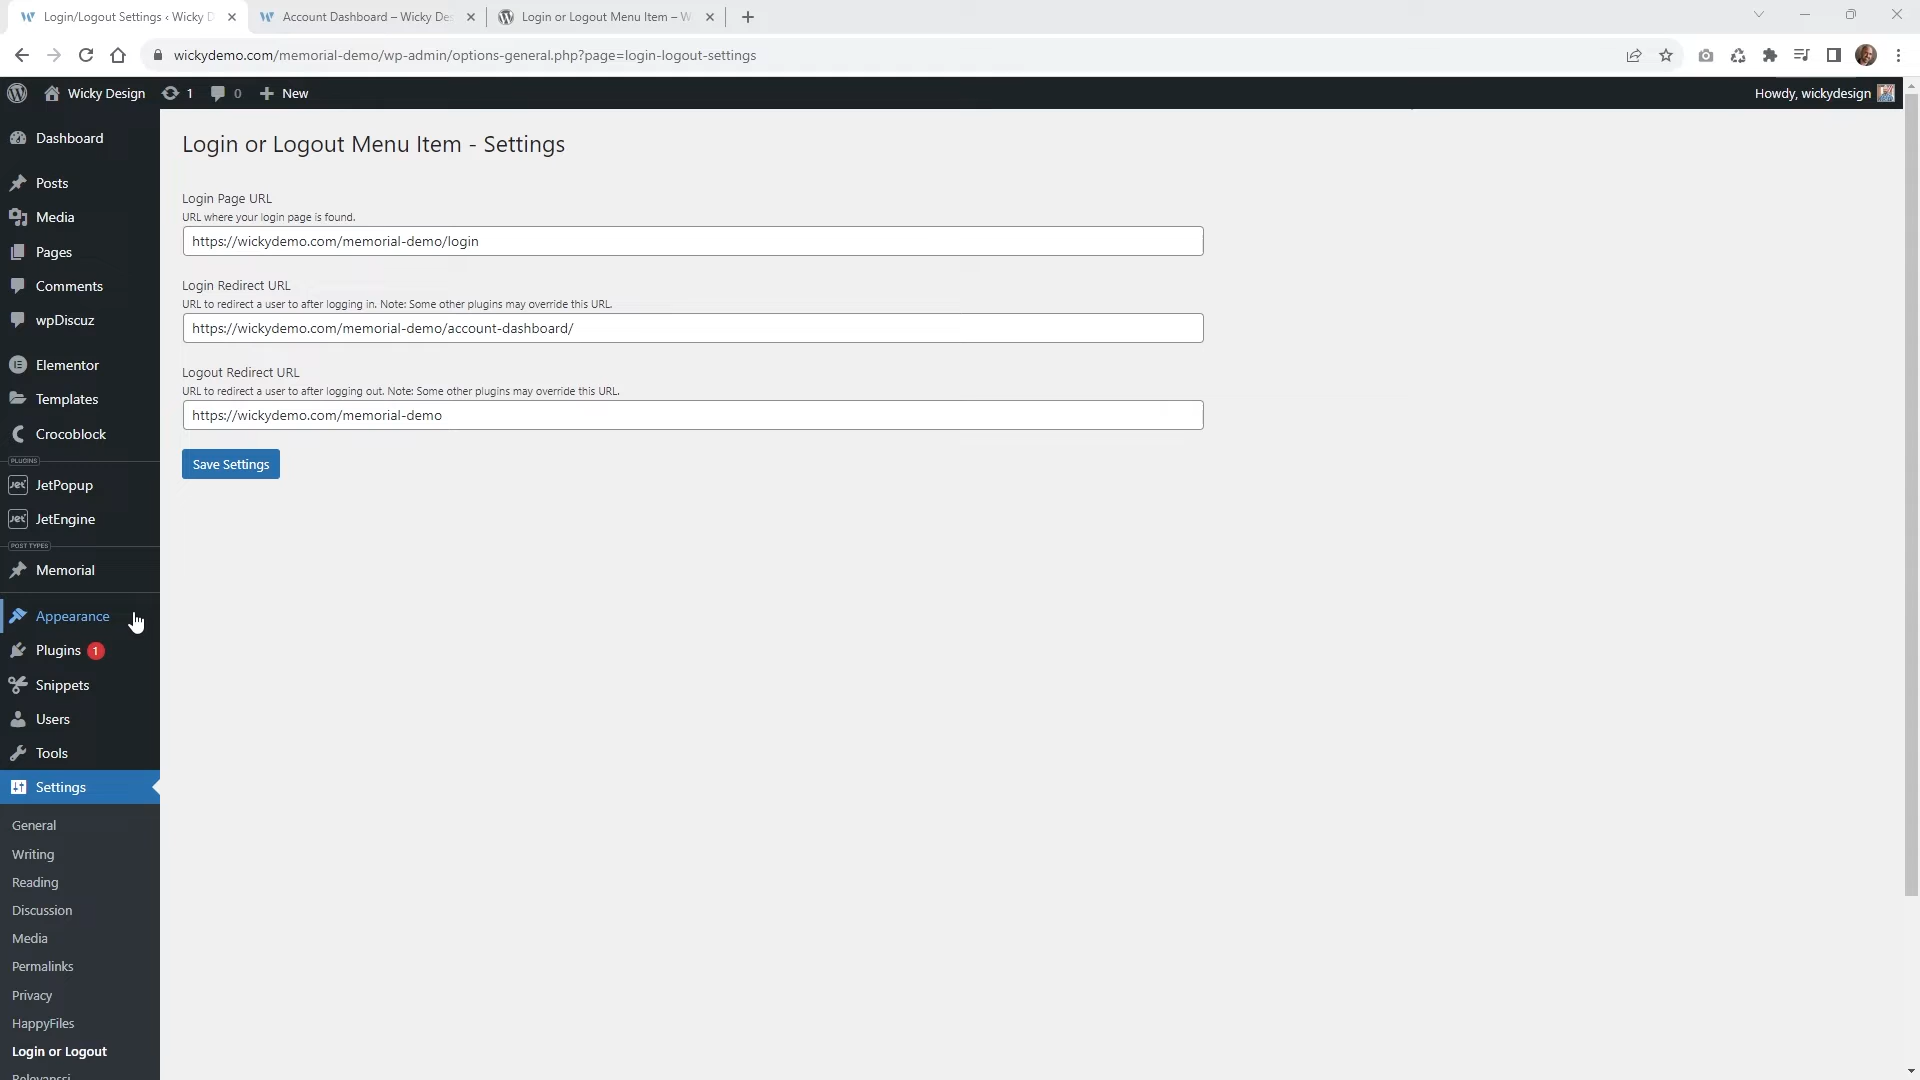 Login/Logout Settings ‹ Wicky D
Account Dashboard – Wicky Des
Login or Logout Menu Item – W
wickydemo.com/memorial-demo/wp-admin/options-general.php?page=login-logout-settings
Wicky Design
1
0
New
Howdy, wickydesign
Dashboard
Posts
Media
Pages
Comments
wpDiscuz
Elementor
Templates
Crocoblock
PLUGINS
Jet JetPopup
Jet JetEngine
POST TYPES
Memorial
Appearance
Plugins 1
Snippets
Users
Tools
Settings
General
Writing
Reading
Discussion
Media
Permalinks
Privacy
HappyFiles
Login or Logout
Relevanssi
Login or Logout Menu Item - Settings
Login Page URL
URL where your login page is found.
https://wickydemo.com/memorial-demo/login
Login Redirect URL
URL to redirect a user to after logging in. Note: Some other plugins may override this URL.
https://wickydemo.com/memorial-demo/account-dashboard/
Logout Redirect URL
URL to redirect a user to after logging out. Note: Some other plugins may override this URL.
https://wickydemo.com/memorial-demo
Save Settings